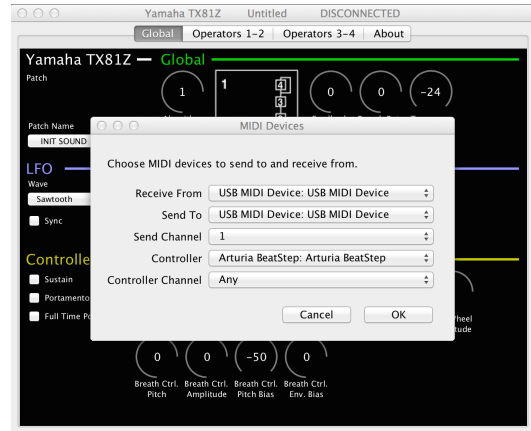 Yamaha TX81Z Untitled DISCONNECTED
Global Operators 1–2 Operators 3–4 About
Yamaha TX81Z — Global
Patch
1
1
4
3
0
0
-24
Patch Name
INIT SOUND
LFO
Wave
Sawtooth
Sync
Controlle
Sustain
Portamento
Full Time Po
MIDI Devices
Choose MIDI devices to send to and receive from.
Receive From USB MIDI Device: USB MIDI Device
Send To USB MIDI Device: USB MIDI Device
Send Channel 1
Controller Arturia BeatStep: Arturia BeatStep
Controller Channel Any
Cancel OK
0
0
-50
0
Breath Ctrl. Pitch
Breath Ctrl. Amplitude
Breath Ctrl. Pitch Bias
Breath Ctrl. Env. Bias